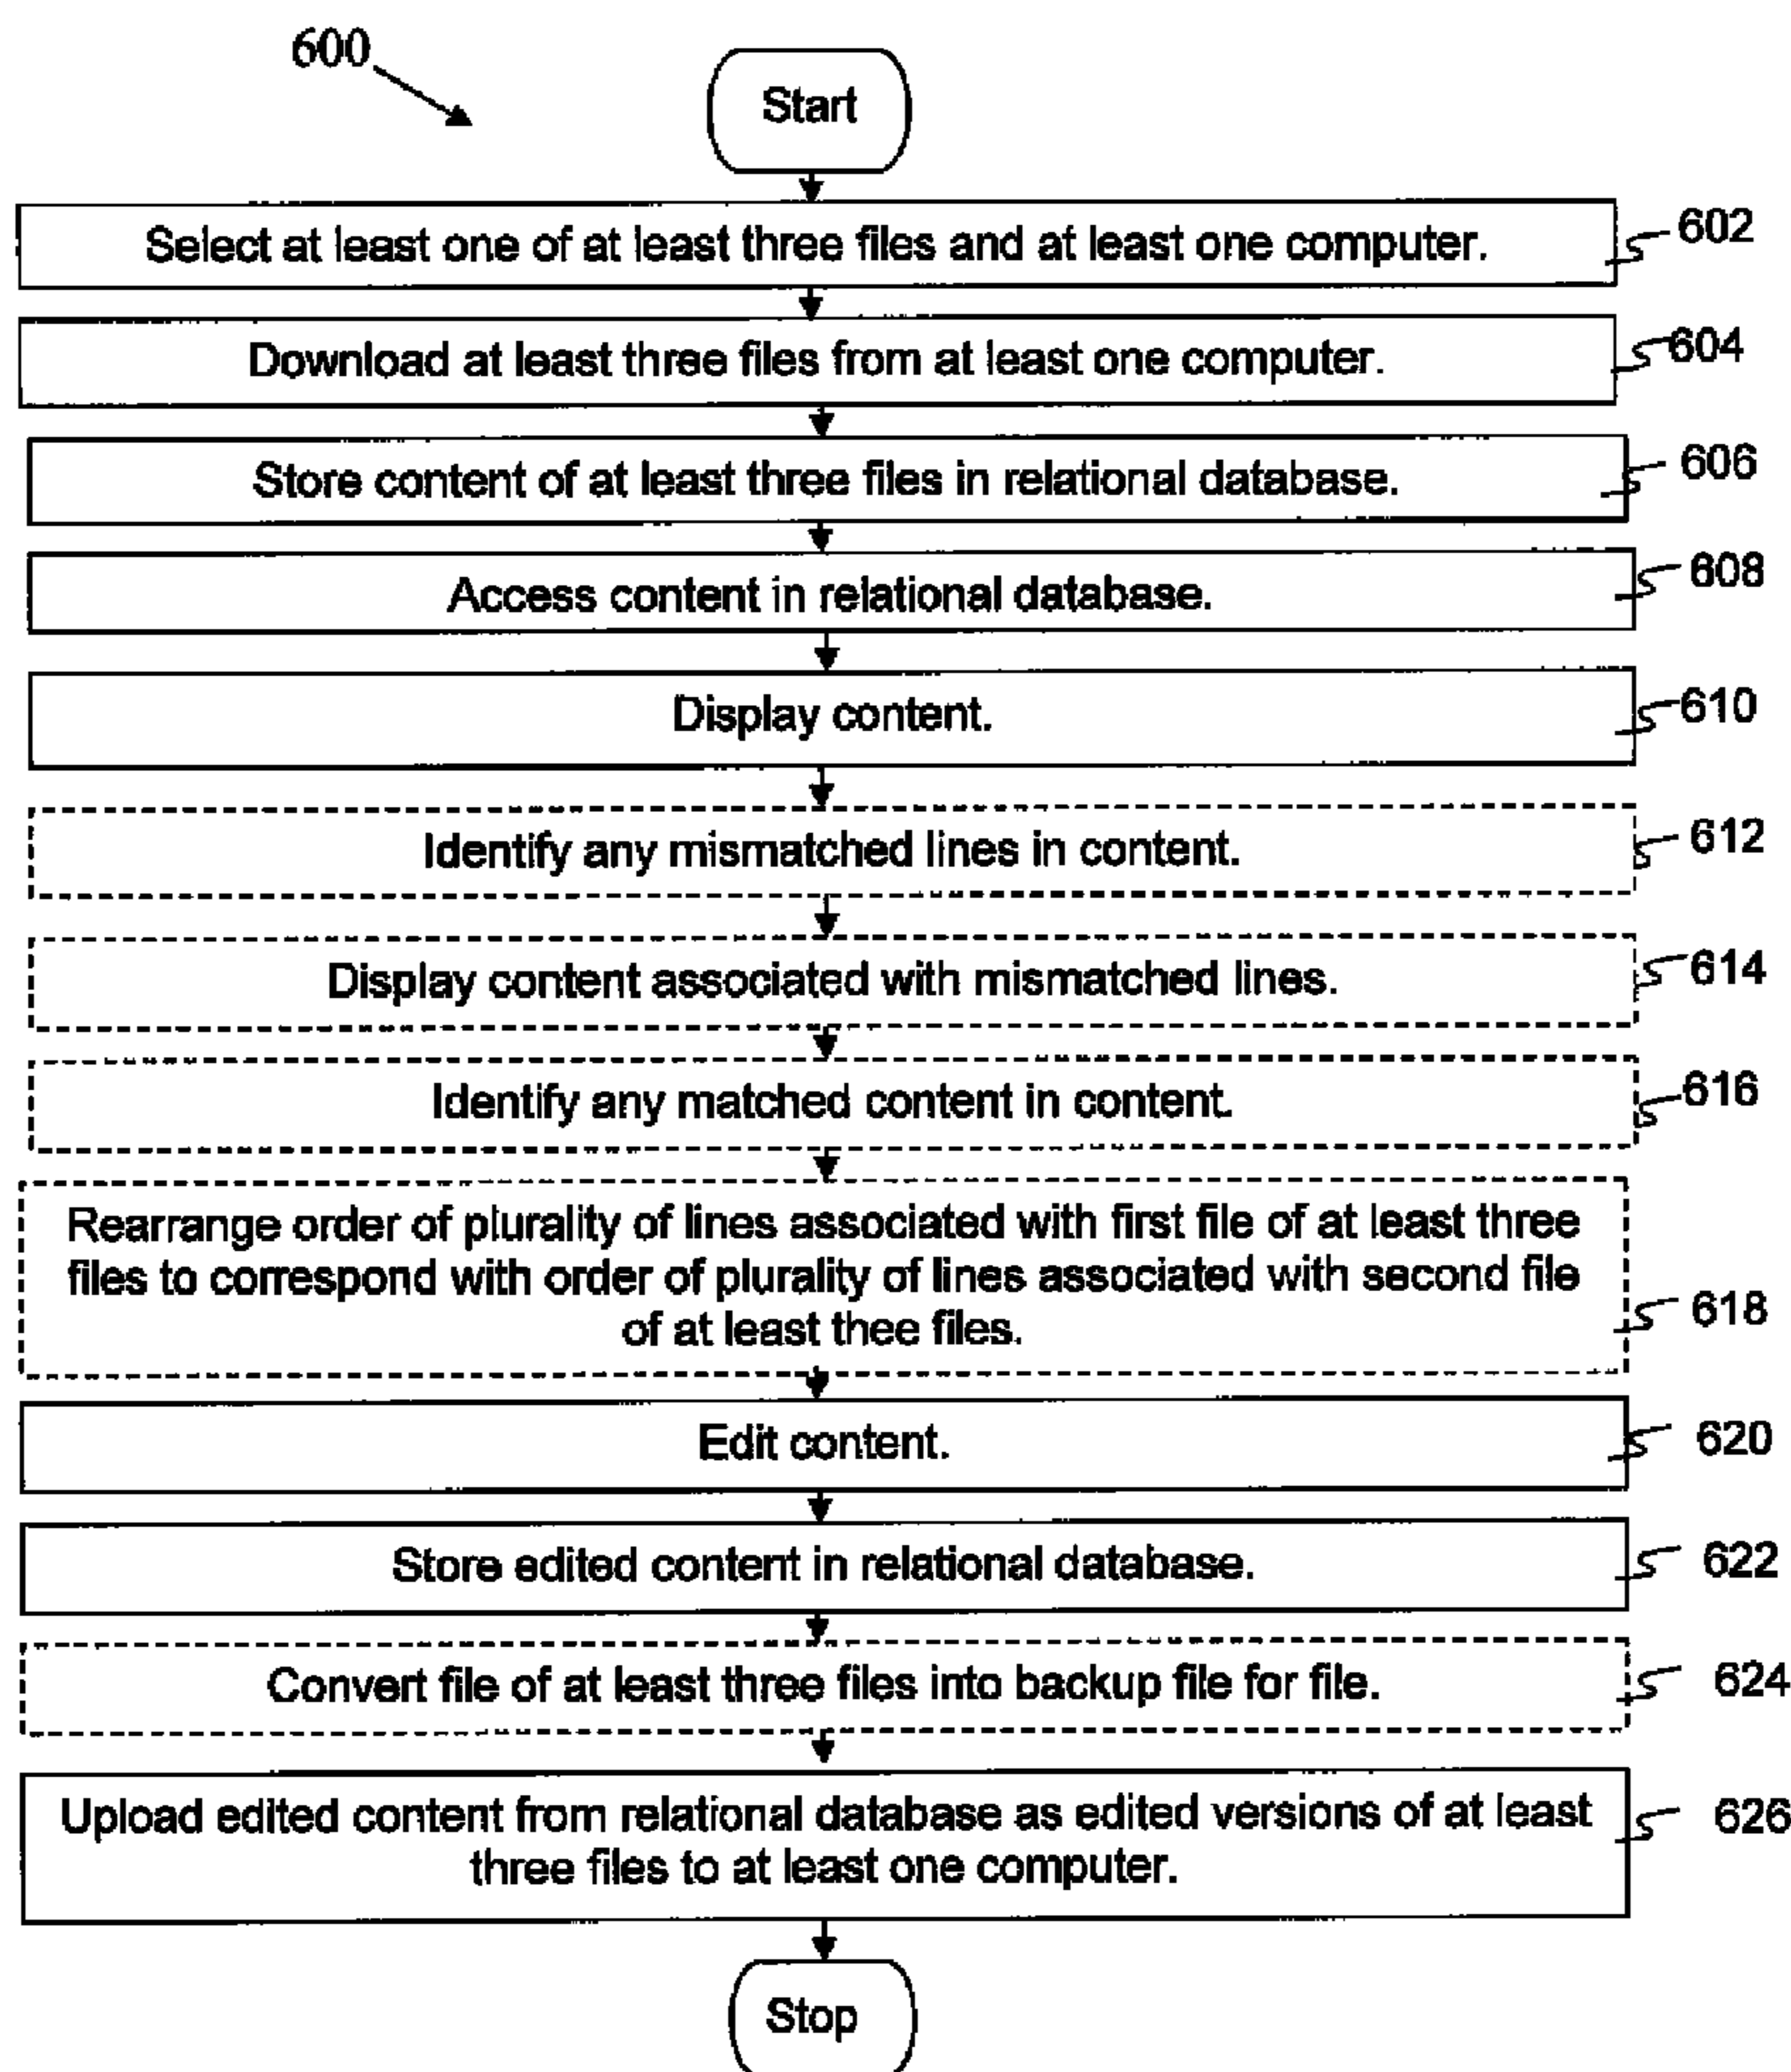 600
Start
Select at least one of at least three files and at least one computer.
602
Download at least three files from at least one computer.
604
Store content of at least three files in relational database.
606
Access content in relational database.
608
Display content.
610
Identify any mismatched lines in content.
612
Display content associated with mismatched lines.
614
Identify any matched content in content.
616
Rearrange order of plurality of lines associated with first file of at least three
files to correspond with order of plurality of lines associated with second file
of at least thee files.
618
Edit content.
620
Store edited content in relational database.
622
Convert file of at least three files into backup file for file.
624
Upload edited content from relational database as edited versions of at least
three files to at least one computer.
626
Stop